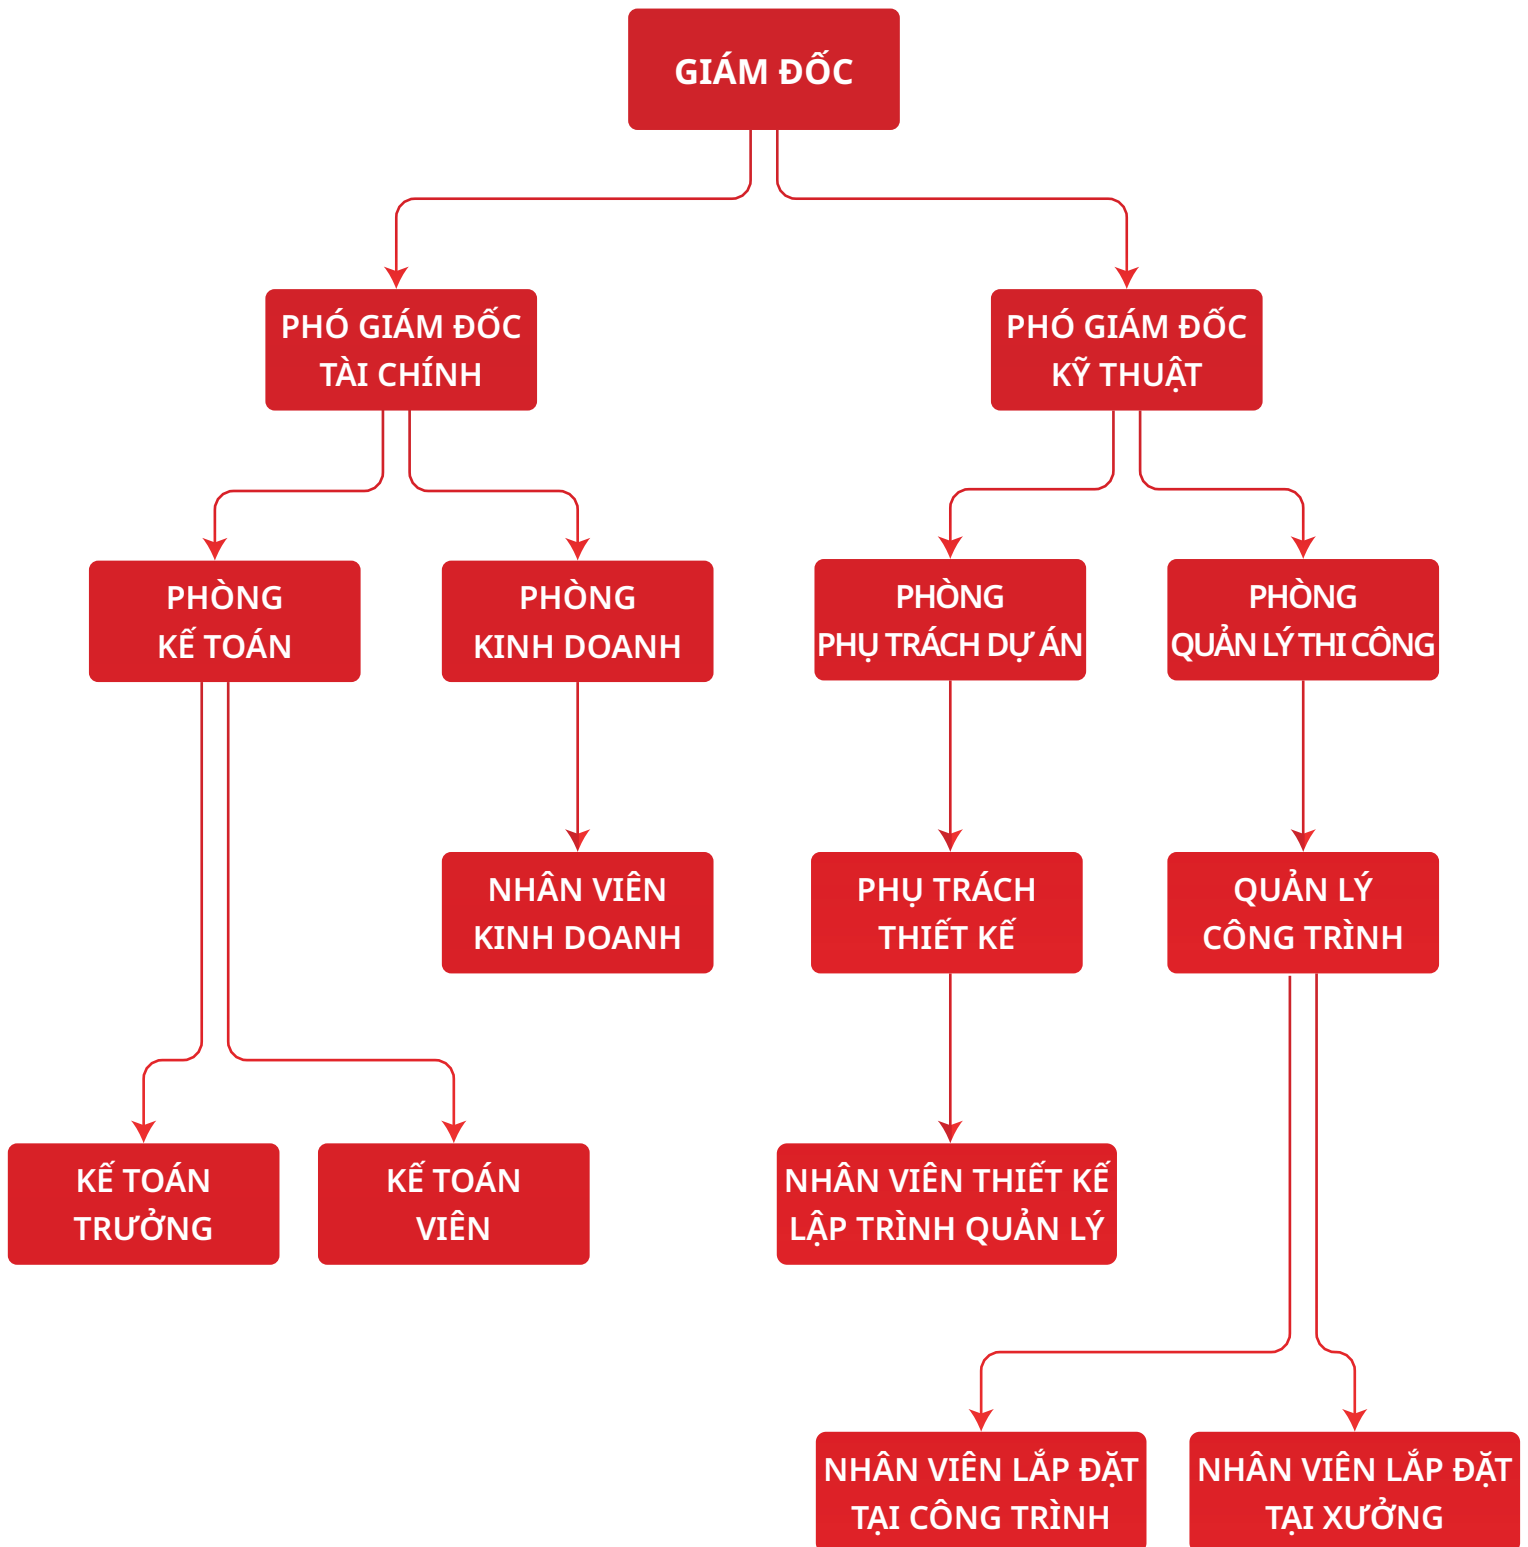 GIÁM ĐỐC
PHÓ GIÁM ĐỐC
TÀI CHÍNH
PHÓ GIÁM ĐỐC
KỸ THUẬT
PHÒNG
KẾ TOÁN
PHÒNG
KINH DOANH
PHÒNG
PHỤ TRÁCH DỰ ÁN
PHÒNG
QUẢN LÝ THI CÔNG
NHÂN VIÊN
KINH DOANH
PHỤ TRÁCH
THIẾT KẾ
QUẢN LÝ
CÔNG TRÌNH
KẾ TOÁN
TRƯỞNG
KẾ TOÁN
VIÊN
NHÂN VIÊN THIẾT KẾ
LẬP TRÌNH QUẢN LÝ
NHÂN VIÊN LẮP ĐẶT
TẠI CÔNG TRÌNH
NHÂN VIÊN LẮP ĐẶT
TẠI XƯỞNG